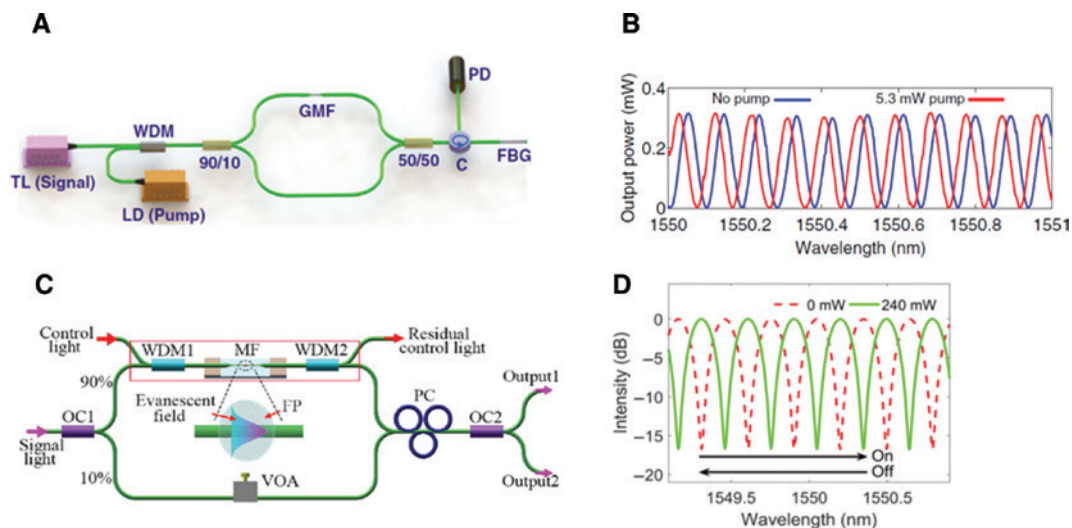 A
PD
GMF
WDM
TL (Signal)
90/10
50/50
C
FBG
LD (Pump)
B
No pump
5.3 mW pump
Output power (mW)
0.4
0.2
0
1550
1550.2
1550.4
1550.6
1550.8
1551
Wavelength (nm)
C
Control
light
WDM1
MF
WDM2
Residual
control light
90%
Evanescent
field
FP
PC
Output1
OC1
OC2
Signal
light
10%
VOA
Output2
D
0 mW
240 mW
Intensity (dB)
0
−5
−10
−15
−20
On
Off
1549.5
1550
1550.5
Wavelength (nm)